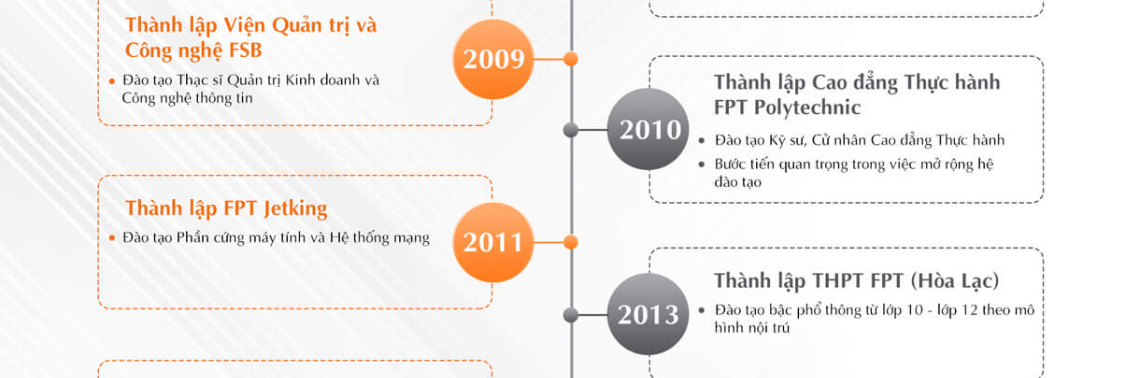 Thành lập Viện Quản trị và
Công nghệ FSB
• Đào tạo Thạc sĩ Quản trị Kinh doanh và
Công nghệ thông tin
2009
2010
Thành lập Cao đẳng Thực hành
FPT Polytechnic
• Đào tạo Kỹ sư, Cử nhân Cao đẳng Thực hành
• Bước tiến quan trọng trong việc mở rộng hệ
đào tạo
Thành lập FPT Jetking
• Đào tạo Phần cứng máy tính và Hệ thống mạng
2011
2013
Thành lập THPT FPT (Hòa Lạc)
• Đào tạo bậc phổ thông từ lớp 10 - lớp 12 theo mô
hình nội trú